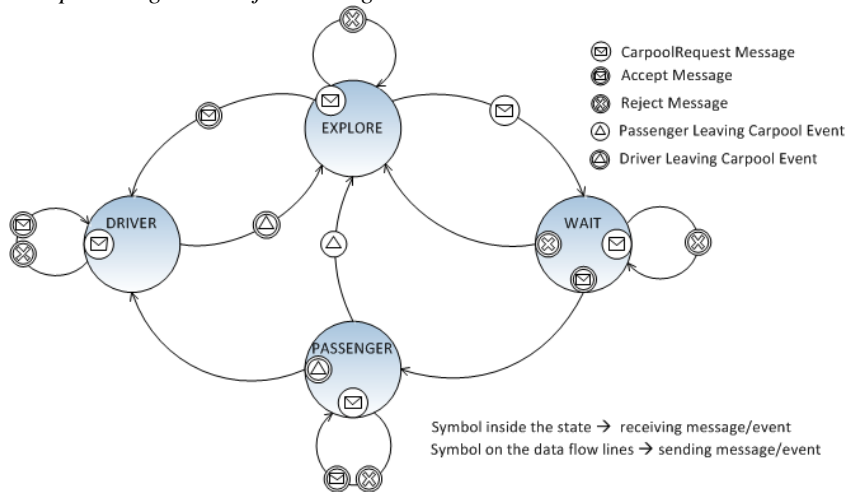 EXPLORE
DRIVER
WAIT
PASSENGER
CarpoolRequest Message
Accept Message
Reject Message
Passenger Leaving Carpool Event
Driver Leaving Carpool Event
Symbol inside the state → receiving message/event
Symbol on the data flow lines → sending message/event